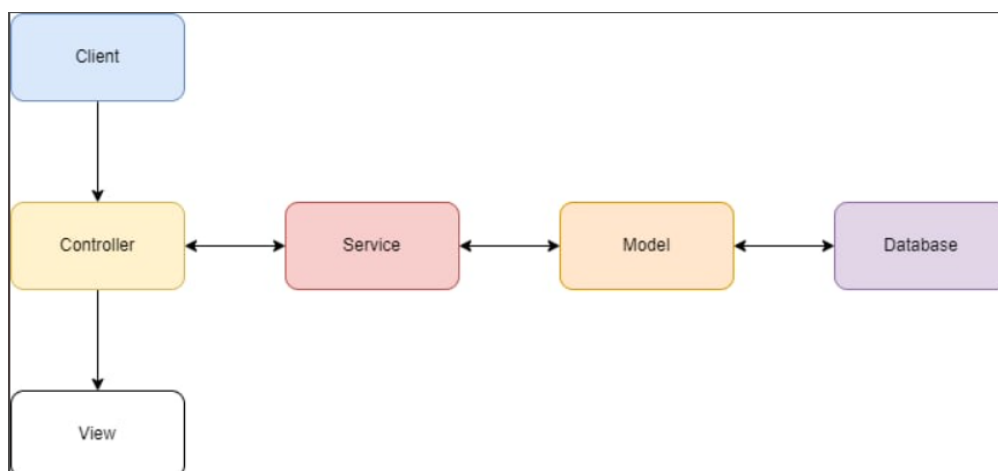 Client
Controller
Service
Model
Database
View